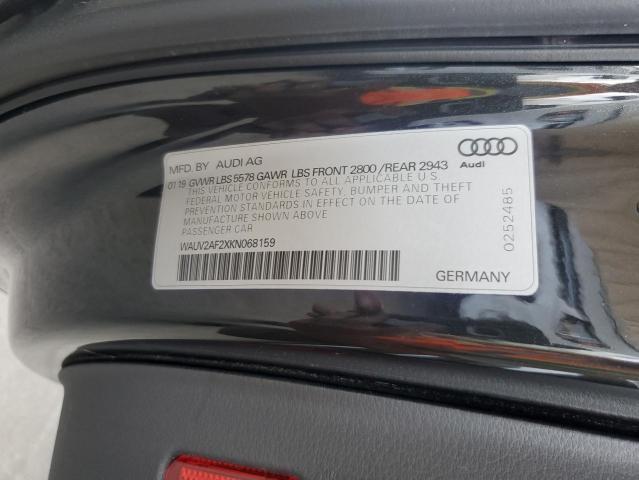 MFD. BY AUDI AG
Audi
01 19 GVWR LBS 5578 GAWR LBS FRONT 2800 /REAR 2943
THIS VEHICLE CONFORMS TO ALL APPLICABLE U S
FEDERAL MOTOR VEHICLE SAFETY, BUMPER AND THEFT
PREVENTION STANDARDS IN EFFECT ON THE DATE OF
MANUFACTURE SHOWN ABOVE
PASSENGER CAR
WAUV2AF2XKN068159
GERMANY
0252485